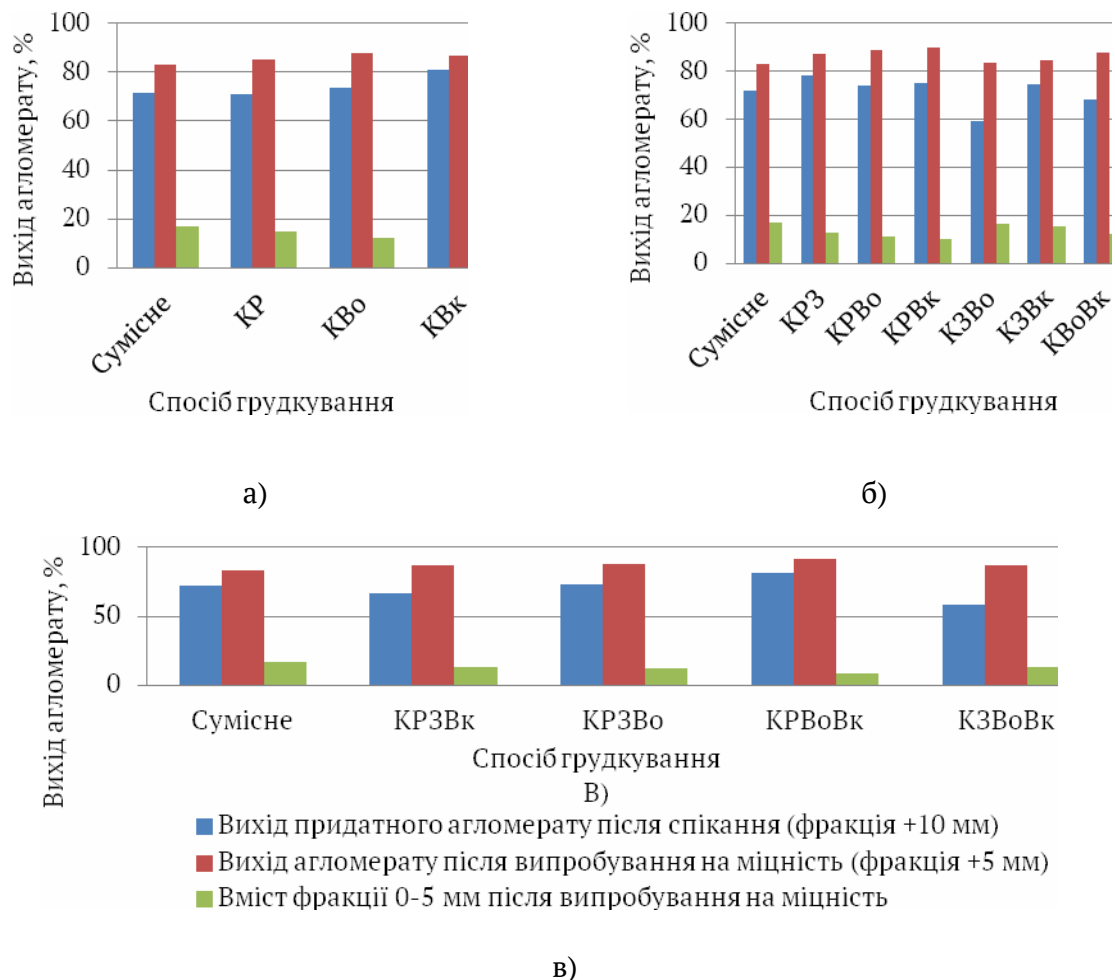 Вихід агломерату, %
100
80
60
40
20
0
Сумісне
КР
КВо
КВк
Спосіб грудкування
а)
Вихід агломерату, %
100
80
60
40
20
0
Сумісне
КРЗ
КРВо
КРВк
КЗВо
КЗВк
КВоВк
Спосіб грудкування
б)
Вихід агломерату, %
100
50
0
Сумісне
КРЗВк
КРЗВо
КРВоВк
КЗВоВк
Спосіб грудкування
В)
Вихід придатного агломерату після спікання (фракція +10 мм)
Вихід агломерату після випробування на міцність (фракція +5 мм)
Вміст фракції 0-5 мм після випробування на міцність
в)